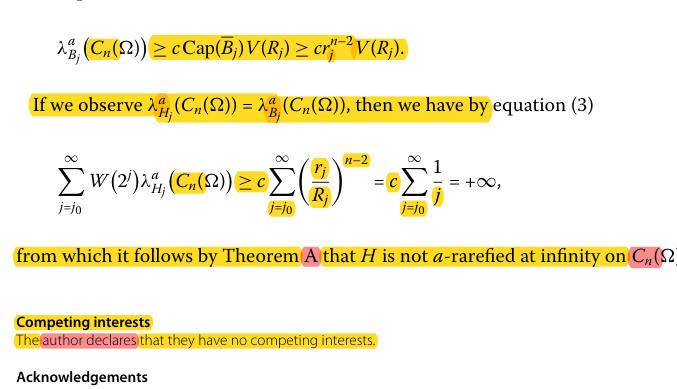 λ^a_{B_j}(C_n(Ω)) ≥ c Cap(B̅_j)V(R_j) ≥ cr_j^{n−2}V(R_j).
If we observe λ^a_{H_j}(C_n(Ω)) = λ^a_{B_j}(C_n(Ω)), then we have by equation (3)
∑_{j=j_0}^{∞} W(2^j)λ^a_{H_j}(C_n(Ω)) ≥ c ∑_{j=j_0}^{∞} (r_j/R_j)^{n−2} = c ∑_{j=j_0}^{∞} 1/j = +∞,
from which it follows by Theorem A that H is not a-rarefied at infinity on C_n(Ω
Competing interests
The author declares that they have no competing interests.
Acknowledgements